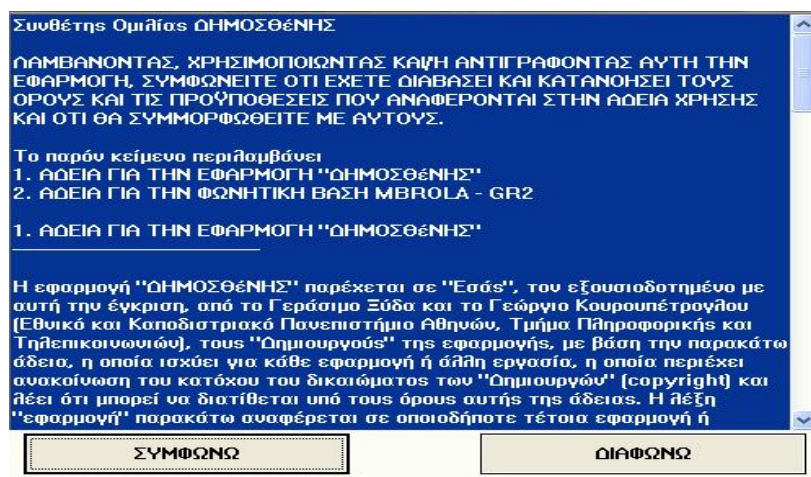 Συνθέτης Ομιλίας ΔΗΜΟΣΘέΝΗΣ
ΛΑΜΒΑΝΟΝΤΑΣ, ΧΡΗΣΙΜΟΠΟΙΩΝΤΑΣ ΚΑΙ/Η ΑΝΤΙΓΡΑΦΟΝΤΑΣ ΑΥΤΗ ΤΗΝ
ΕΦΑΡΜΟΓΗ, ΣΥΜΦΩΝΕΙΤΕ ΟΤΙ ΕΧΕΤΕ ΔΙΑΒΑΣΕΙ ΚΑΙ ΚΑΤΑΝΟΗΣΕΙ ΤΟΥΣ
ΟΡΟΥΣ ΚΑΙ ΤΙΣ ΠΡΟΫΠΟΘΕΣΕΙΣ ΠΟΥ ΑΝΑΦΕΡΟΝΤΑΙ ΣΤΗΝ ΑΔΕΙΑ ΧΡΗΣΗΣ
ΚΑΙ ΟΤΙ ΘΑ ΣΥΜΜΟΡΦΩΘΕΙΤΕ ΜΕ ΑΥΤΟΥΣ.
Το παρόν κείμενο περιλαμβάνει
1. ΑΔΕΙΑ ΓΙΑ ΤΗΝ ΕΦΑΡΜΟΓΗ "ΔΗΜΟΣΘέΝΗΣ"
2. ΑΔΕΙΑ ΓΙΑ ΤΗΝ ΦΩΝΗΤΙΚΗ ΒΑΣΗ MBROLA - GR2
1. ΑΔΕΙΑ ΓΙΑ ΤΗΝ ΕΦΑΡΜΟΓΗ "ΔΗΜΟΣΘέΝΗΣ"
Η εφαρμογή "ΔΗΜΟΣΘέΝΗΣ" παρέχεται σε "Εσάς", τον εξουσιοδοτημένο με
αυτή την έγκριση, από το Γεράσιμο Ξύδα και το Γεώργιο Κουρουπέτρογλου
(Εθνικό και Καποδιστριακό Πανεπιστήμιο Αθηνών, Τμήμα Πληροφορικής και
Τηλεπικοινωνιών), τους "Δημιουργούς" της εφαρμογής, με βάση την παρακάτω
άδεια, η οποία ισχύει για κάθε εφαρμογή ή άλλη εργασία, η οποία περιέχει
ανακοίνωση του κατόχου του δικαιώματος των "Δημιουργών" (copyright) και
λέει ότι μπορεί να διατίθεται υπό τους όρους αυτής της άδειας. Η λέξη
"εφαρμογή" παρακάτω αναφέρεται σε οποιοδήποτε τέτοια εφαρμογή ή
ΣΥΜΦΩΝΩ
ΔΙΑΦΩΝΩ